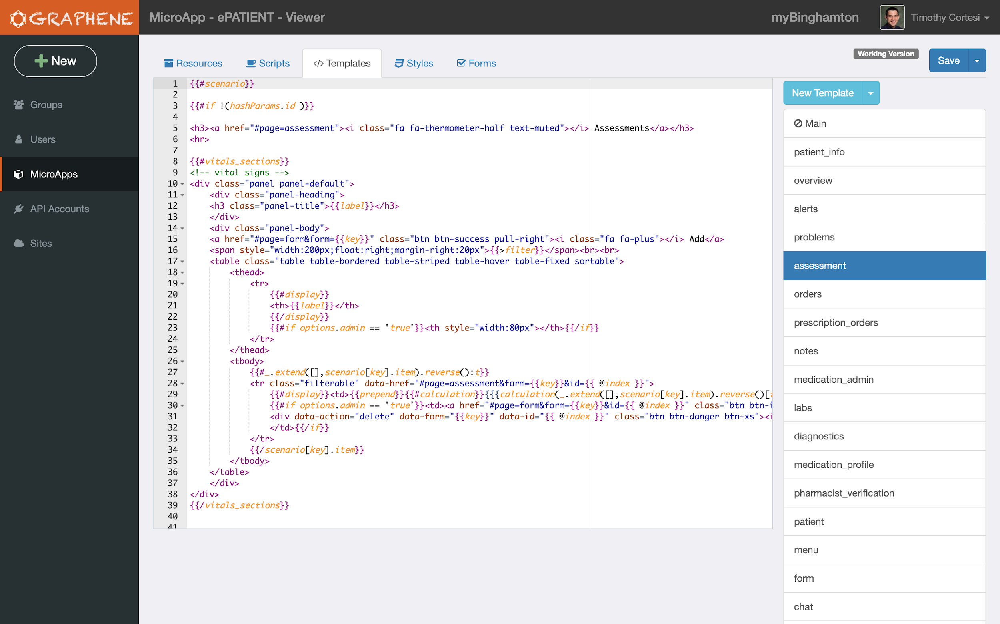 GRAPHENE
MicroApp - ePATIENT - Viewer
myBinghamton
Timothy Cortesi
New
Groups
Users
MicroApps
API Accounts
Sites
Resources
Scripts
</> Templates
Styles
Forms
Working Version
Save
1 {{#scenario}}
2
3 {{#if !(hashParams.id )}}
4
5 <h3><a href="#page=assessment"><i class="fa fa-thermometer-half text-muted"></i> Assessments</a></h3>
6 <hr>
7
8 {{#vitals_sections}}
9 <!-- vital signs -->
10 <div class="panel panel-default">
11 <div class="panel-heading">
12 <h3 class="panel-title">{{label}}</h3>
13 </div>
14 <div class="panel-body">
15 <a href="#page=form&form={{key}}" class="btn btn-success pull-right"><i class="fa fa-plus"></i> Add</a>
16 <span style="width:200px;float:right;margin-right:20px">{{>filter}}</span><br><br>
17 <table class="table table-bordered table-striped table-hover table-fixed sortable">
18 <thead>
19 <tr>
20 {{#display}}
21 <th>{{label}}</th>
22 {{/display}}
23 {{#if options.admin == 'true'}}<th style="width:80px"></th>{{/if}}
24 </tr>
25 </thead>
26 <tbody>
27 {{#_.extend([],scenario[key].item).reverse():t}}
28 <tr class="filterable" data-href="#page=assessment&form={{key}}&id={{ @index }}">
29 {{#display}}<td>{{prepend}}{{#calculation}}{{{calculation(_.extend([],scenario[key].item).reverse()[
30 {{#if options.admin == 'true'}}<td><a href="#page=form&form={{key}}&id={{ @index }}" class="btn btn-i
31 <div data-action="delete" data-form="{{key}}" data-id="{{ @index }}" class="btn btn-danger btn-xs"><i
32 </td>{{/if}}
33 </tr>
34 {{/scenario[key].item}}
35 </tbody>
36 </table>
37 </div>
38 </div>
39 {{/vitals_sections}}
40
41
New Template
Main
patient_info
overview
alerts
problems
assessment
orders
prescription_orders
notes
medication_admin
labs
diagnostics
medication_profile
pharmacist_verification
patient
menu
form
chat